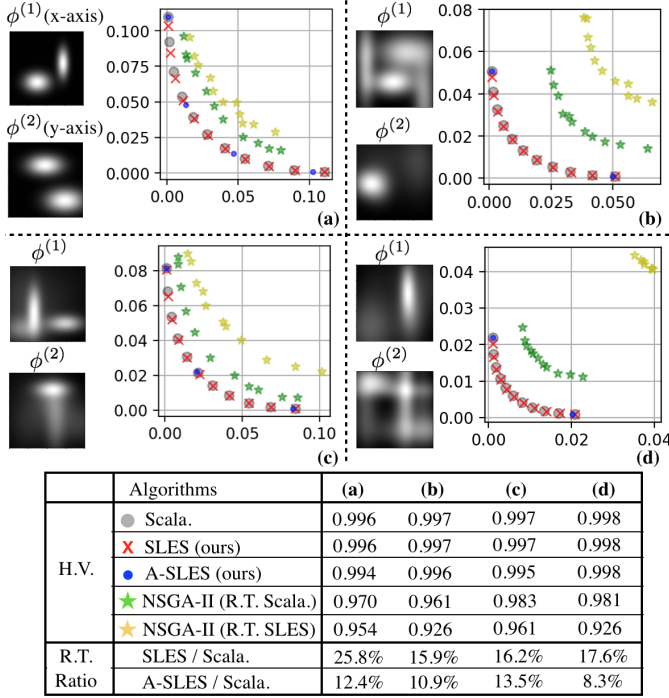 ϕ(1)(x-axis)
ϕ(2)(y-axis)
0.100
0.075
0.050
0.025
0.000
0.00 0.05 0.10
(a)
ϕ(1)
ϕ(2)
0.08
0.06
0.04
0.02
0.00
0.000 0.025 0.050
(b)
ϕ(1)
ϕ(2)
0.08
0.06
0.04
0.02
0.00
0.00 0.05 0.10
(c)
ϕ(1)
ϕ(2)
0.04
0.03
0.02
0.01
0.00
0.00 0.02 0.04
(d)
Algorithms (a) (b) (c) (d)
H.V.
Scala. 0.996 0.997 0.997 0.998
SLES (ours) 0.996 0.997 0.997 0.998
A-SLES (ours) 0.994 0.996 0.995 0.998
NSGA-II (R.T. Scala.) 0.970 0.961 0.983 0.981
NSGA-II (R.T. SLES) 0.954 0.926 0.961 0.926
R.T. SLES / Scala. 25.8% 15.9% 16.2% 17.6%
Ratio A-SLES / Scala. 12.4% 10.9% 13.5% 8.3%